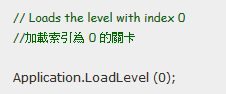 // Loads the level with index 0
//加載索引為 0 的關卡
Application.LoadLevel (0);